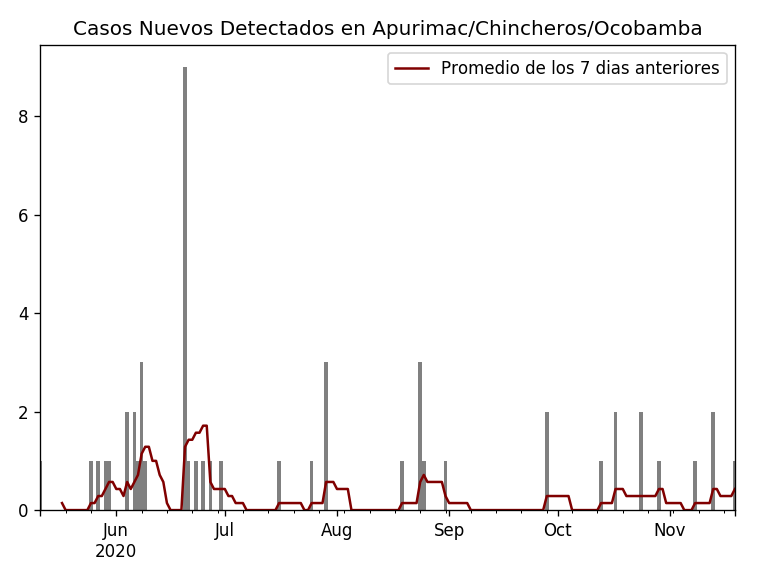 Casos Nuevos Detectados en Apurimac/Chincheros/Ocobamba
Promedio de los 7 dias anteriores
8
6
4
2
0
Jun Jul Aug Sep Oct Nov
2020